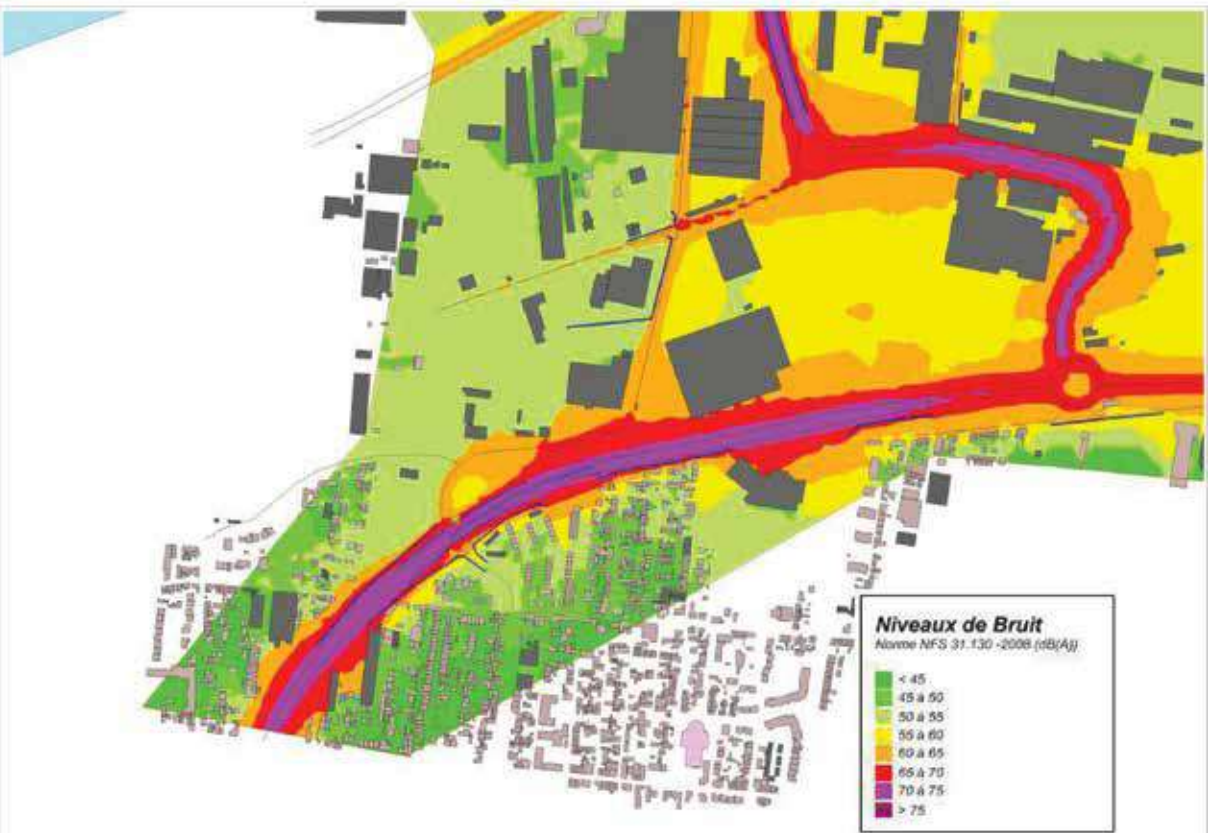 Niveaux de Bruit
Norme NFS 31.130 -2008 (dB(A))
< 45
45 à 50
50 à 55
55 à 60
60 à 65
65 à 70
70 à 75
> 75